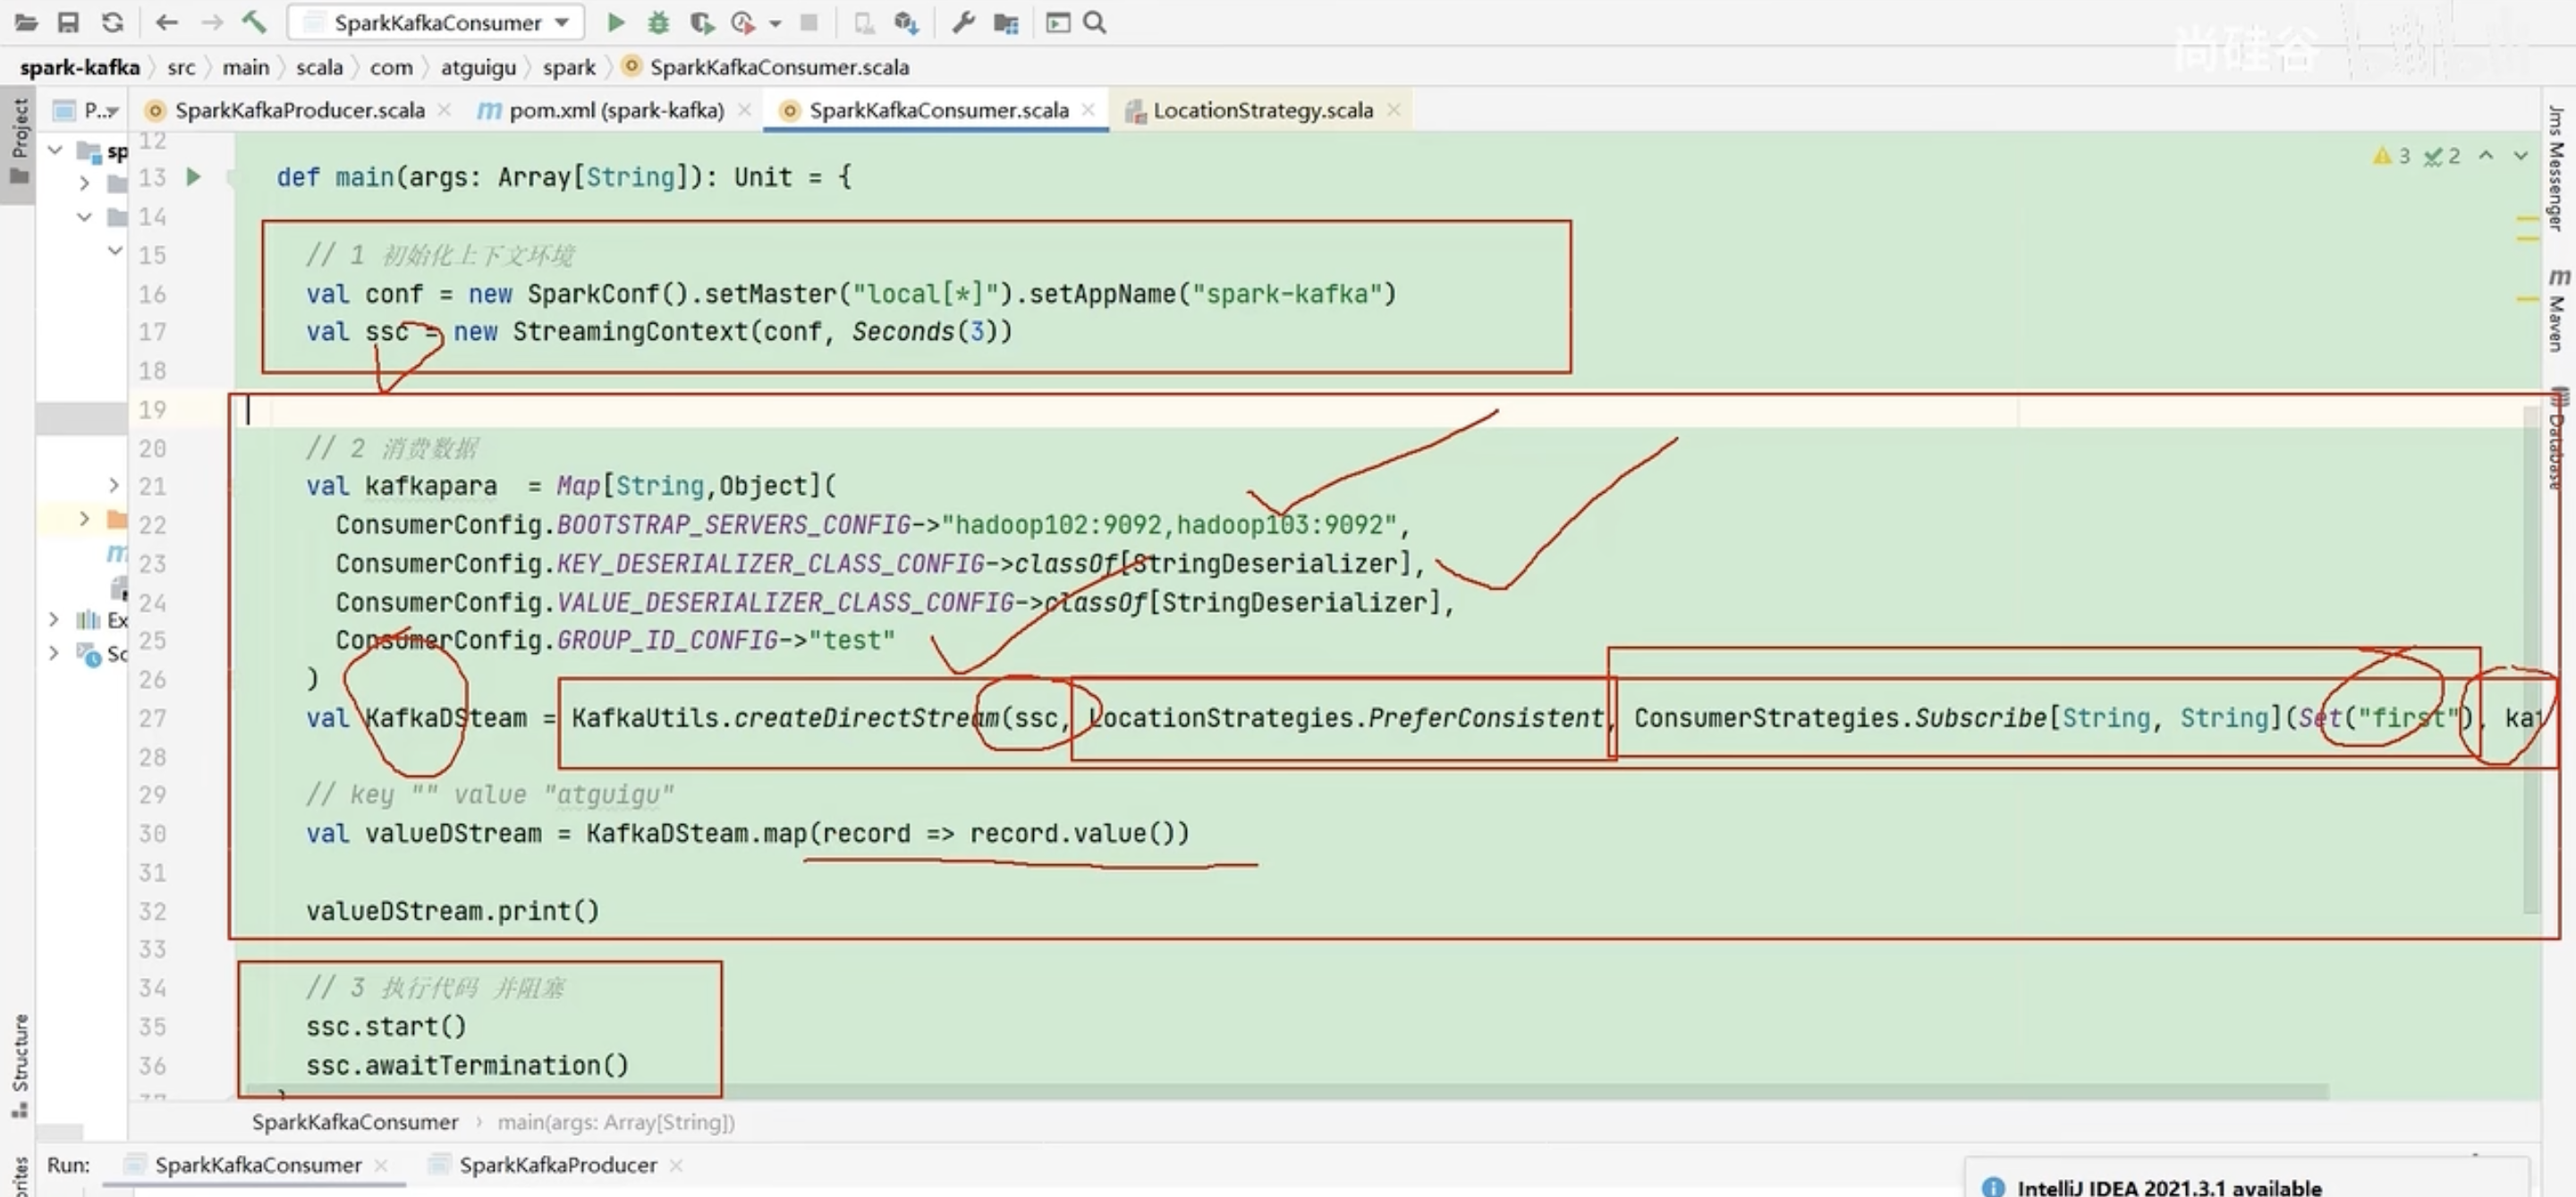 SparkKafkaConsumer
尚硅谷
spark-kafka src main scala com atguigu spark SparkKafkaConsumer.scala
Project
P... SparkKafkaProducer.scala pom.xml (spark-kafka) SparkKafkaConsumer.scala LocationStrategy.scala
Jms Messenger
Maven
Database
3 2
sp
Ex
Sc
12
13 def main(args: Array[String]): Unit = {
14
15 // 1 初始化上下文环境
16 val conf = new SparkConf().setMaster("local[*]").setAppName("spark-kafka")
17 val ssc = new StreamingContext(conf, Seconds(3))
18
19
20 // 2 消费数据
21 val kafkapara  = Map[String,Object](
22 ConsumerConfig.BOOTSTRAP_SERVERS_CONFIG->"hadoop102:9092,hadoop103:9092",
23 ConsumerConfig.KEY_DESERIALIZER_CLASS_CONFIG->classOf[StringDeserializer],
24 ConsumerConfig.VALUE_DESERIALIZER_CLASS_CONFIG->classOf[StringDeserializer],
25 ConsumerConfig.GROUP_ID_CONFIG->"test"
26 )
27 val KafkaDSteam = KafkaUtils.createDirectStream(ssc, LocationStrategies.PreferConsistent, ConsumerStrategies.Subscribe[String, String](Set("first"), kaf
28
29 // key "" value "atguigu"
30 val valueDStream = KafkaDSteam.map(record => record.value())
31
32 valueDStream.print()
33
34 // 3 执行代码 并阻塞
35 ssc.start()
36 ssc.awaitTermination()
37 }
Structure
SparkKafkaConsumer main(args: Array[String])
Run: SparkKafkaConsumer SparkKafkaProducer
IntelliJ IDEA 2021.3.1 available